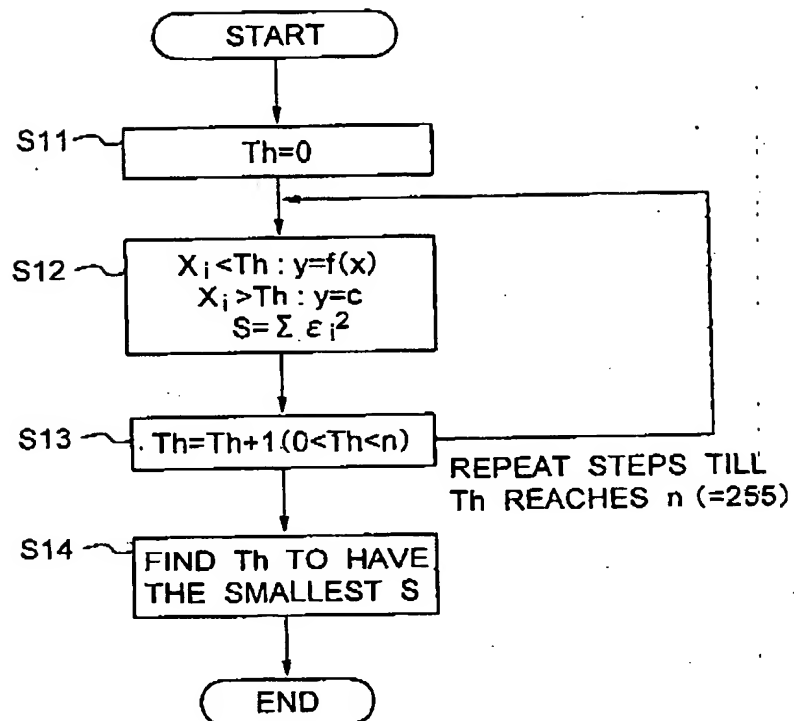 START
S11
Th=0
S12
Xi<Th : y=f(x)
Xi>Th : y=c
S=Σ εi²
S13
Th=Th+1(0<Th<n)
REPEAT STEPS TILL
Th REACHES n (=255)
S14
FIND Th TO HAVE
THE SMALLEST S
END